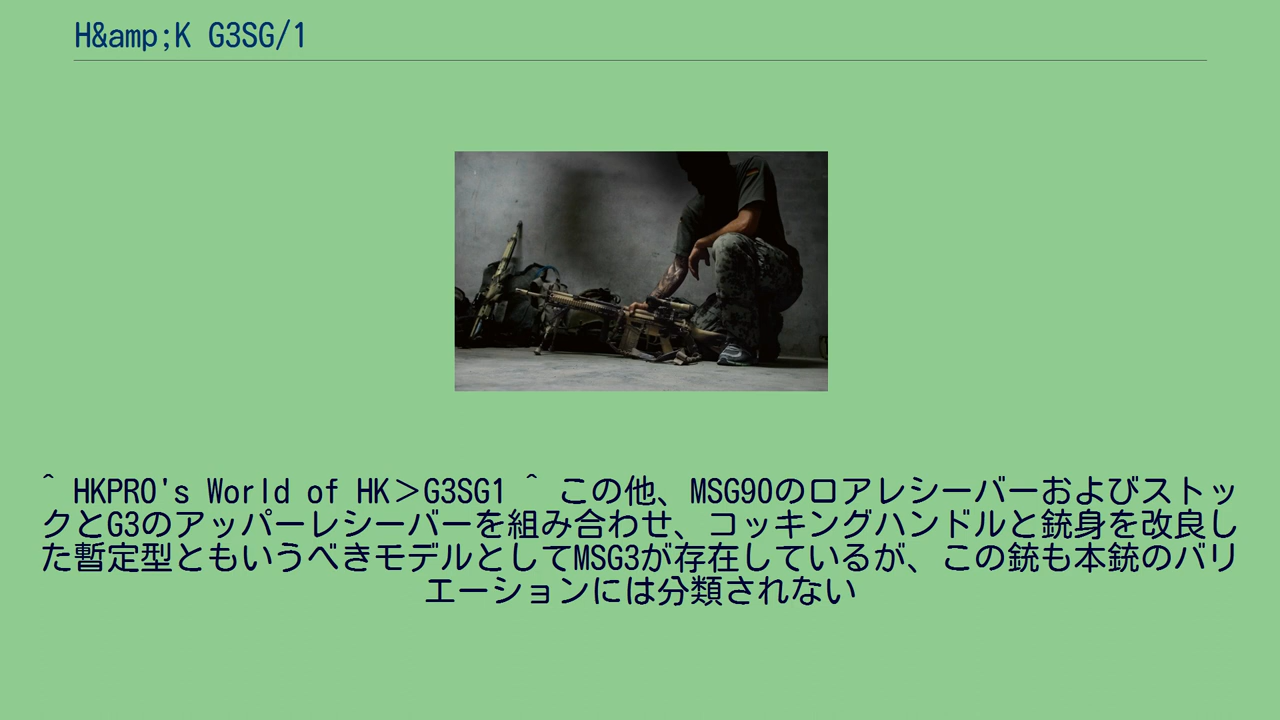 H&amp;K G3SG/1
^ HKPRO's World of HK＞G3SG1 ^ この他、MSG90のロアレシーバーおよびストッ
クとG3のアッパーレシーバーを組み合わせ、コッキングハンドルと銃身を改良し
た暫定型ともいうべきモデルとしてMSG3が存在しているが、この銃も本銃のバリ
エーションには分類されない